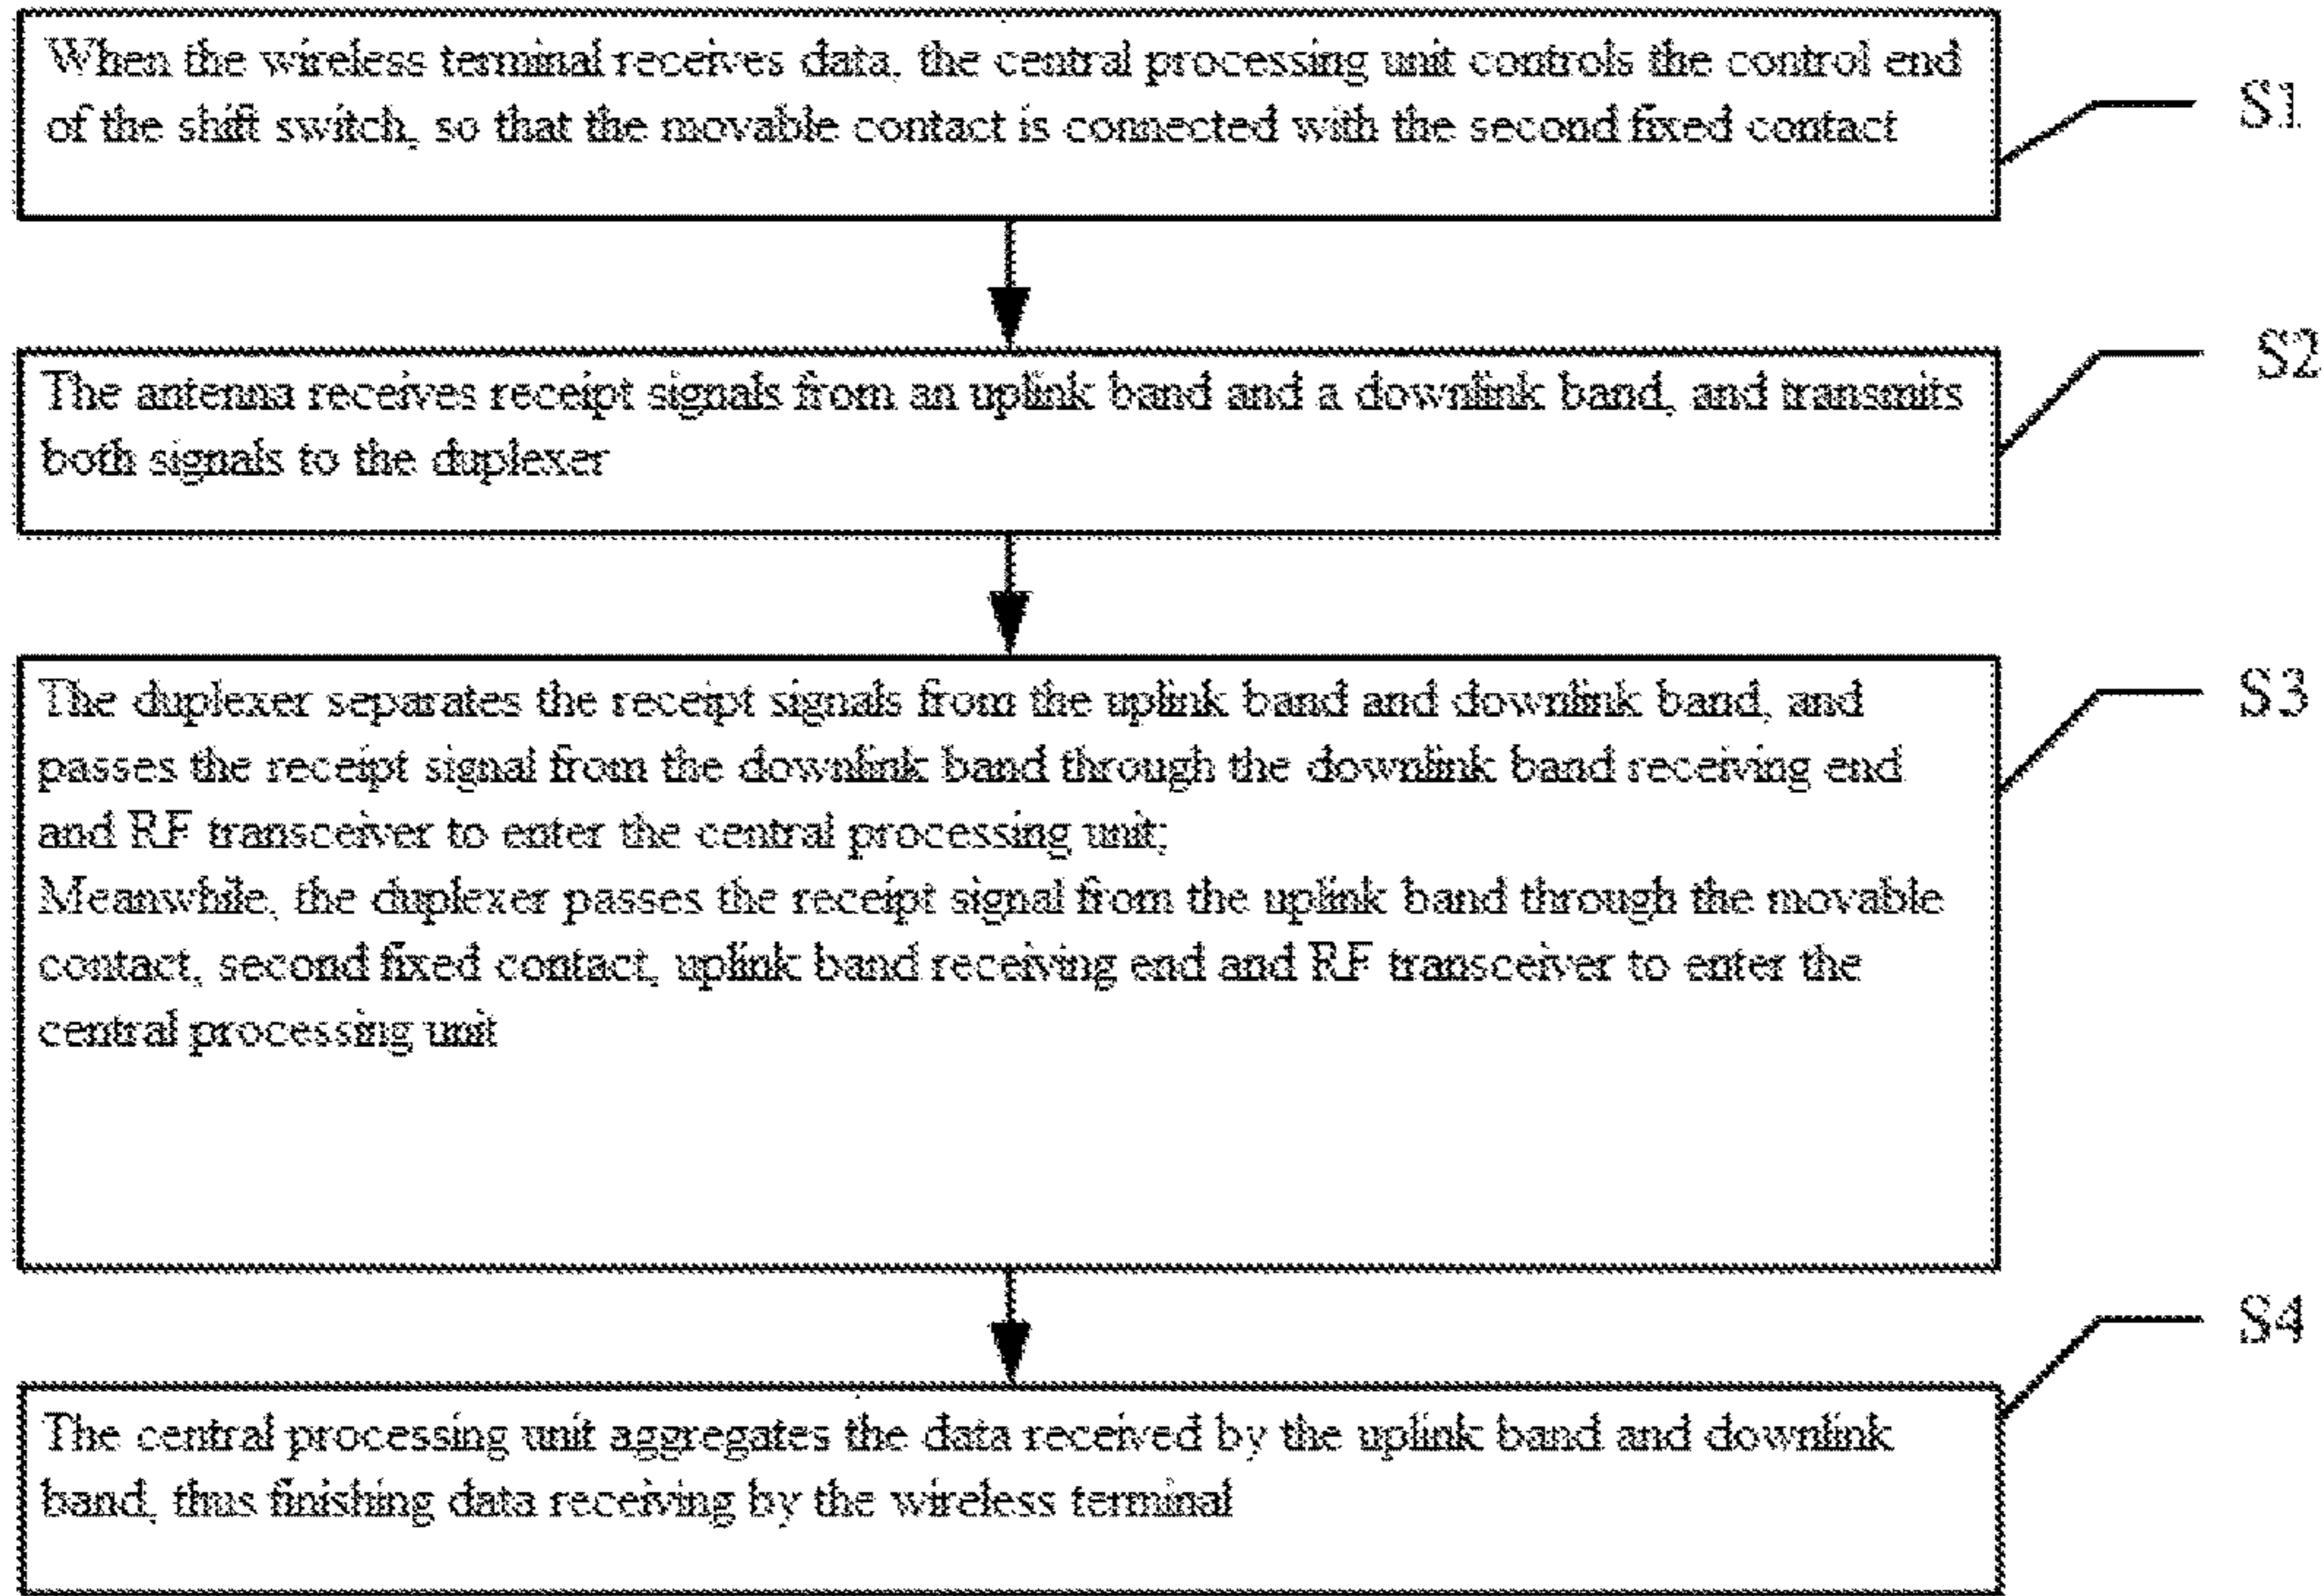 When the wireless terminal receives data, the central processing unit controls the control end
of the shift switch, so that the movable contact is connected with the second fixed contact
S1
The antenna receives receipt signals from an uplink band and a downlink band, and transmits
both signals to the duplexer
S2
The duplexer separates the receipt signals from the uplink band and downlink band, and
passes the receipt signal from the downlink band through the downlink band receiving end
and RF transceiver to enter the central processing unit;
Meanwhile, the duplexer passes the receipt signal from the uplink band through the movable
contact, second fixed contact, uplink band receiving end and RF transceiver to enter the
central processing unit
S3
The central processing unit aggregates the data received by the uplink band and downlink
band, thus finishing data receiving by the wireless terminal
S4